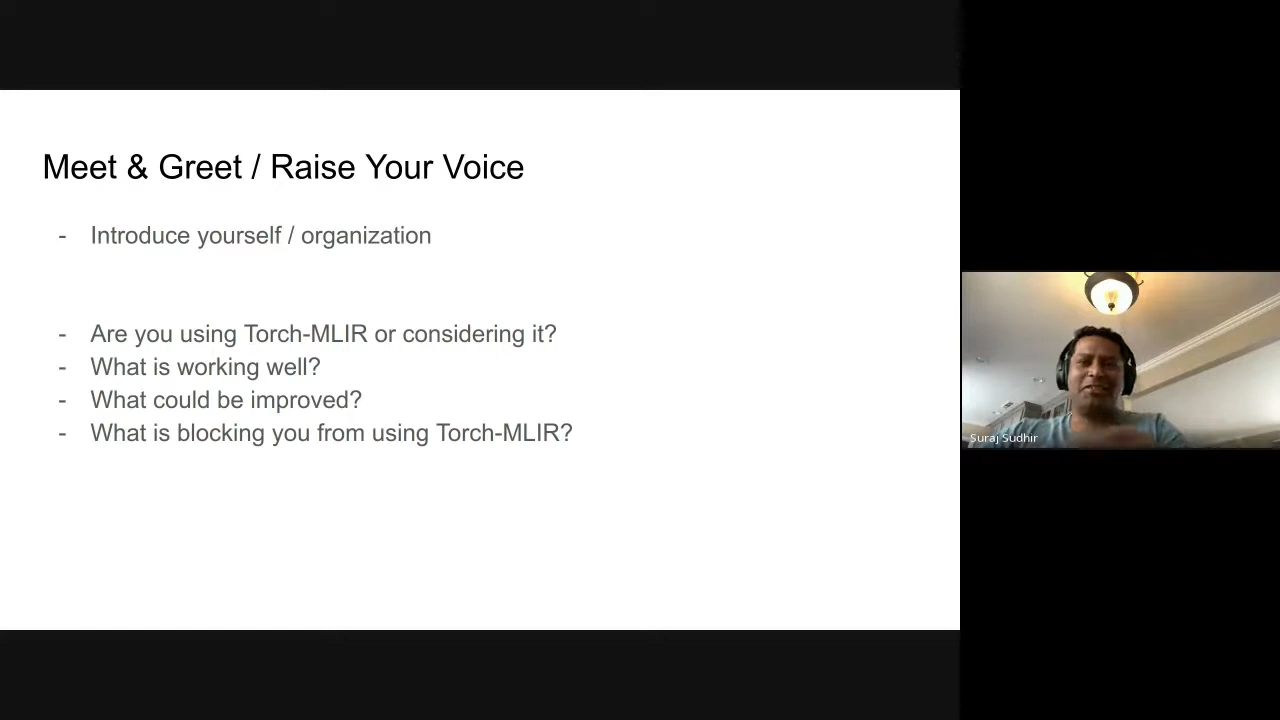 Meet & Greet / Raise Your Voice
- Introduce yourself / organization
- Are you using Torch-MLIR or considering it?
- What is working well?
- What could be improved?
- What is blocking you from using Torch-MLIR?
Suraj Sudhir